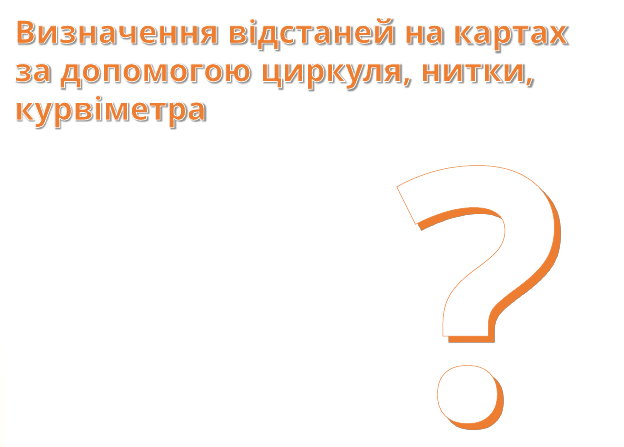 Визначення відстаней на картах
за допомогою циркуля, нитки,
курвіметра
?